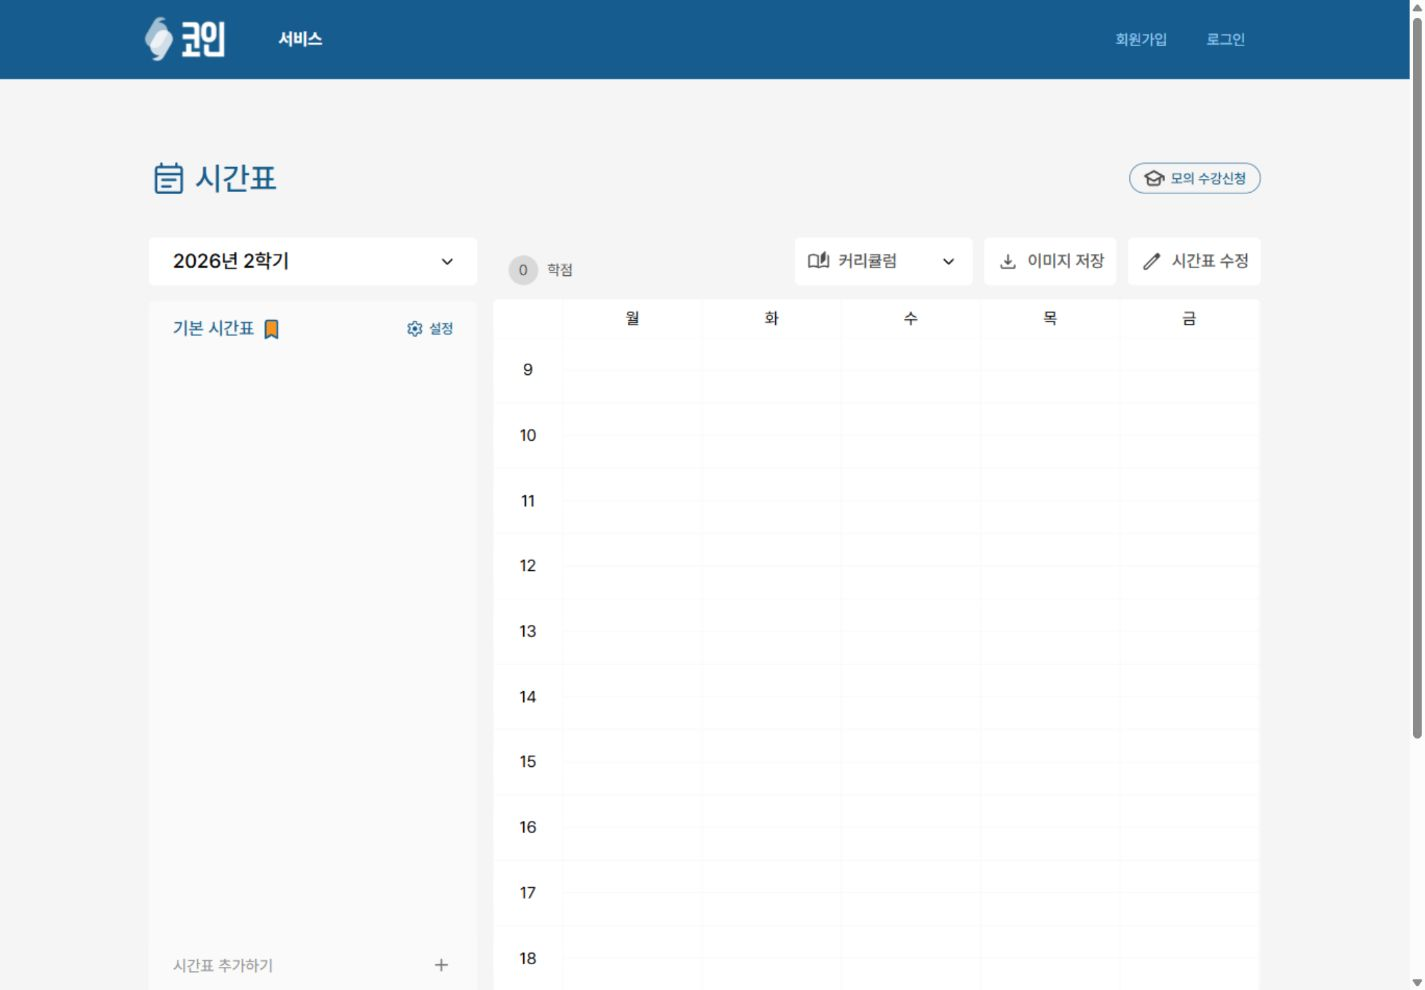 코인
서비스
회원가입
로그인
시간표
모의 수강신청
2026년 2학기
0 학점
커리큘럼
이미지 저장
시간표 수정
기본 시간표
설정
월 화 수 목 금
9
10
11
12
13
14
15
16
17
18
시간표 추가하기 +